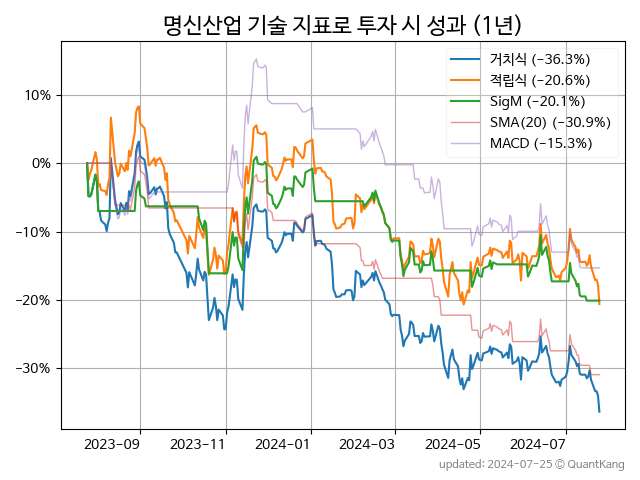 명신산업 기술 지표로 투자 시 성과 (1년)
거치식 (−36.3%)
적립식 (−20.6%)
SigM (−20.1%)
SMA(20) (−30.9%)
MACD (−15.3%)
10%
0%
−10%
−20%
−30%
2023-09
2023-11
2024-01
2024-03
2024-05
2024-07
updated: 2024-07-25 © QuantKang